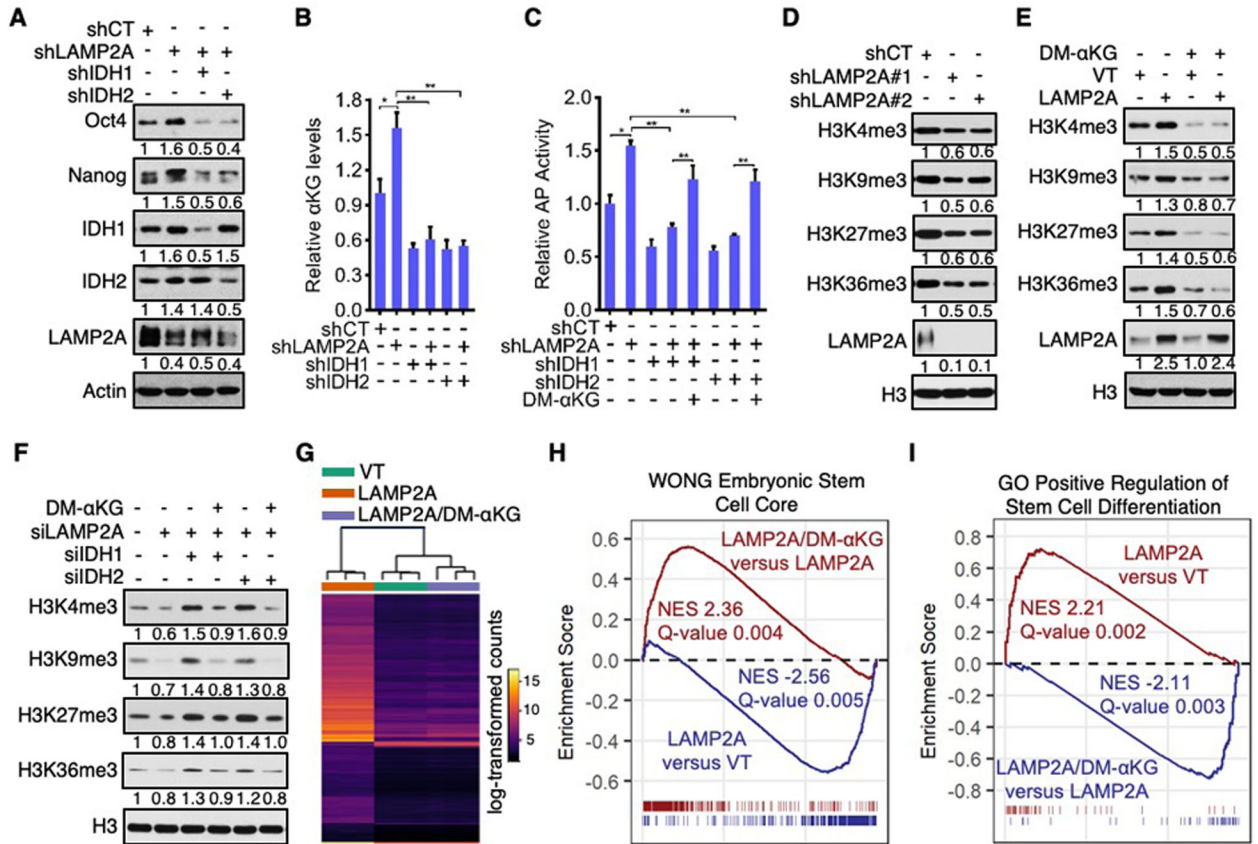 A
shCT + - - -
shLAMP2A - + + +
shIDH1 - - + -
shIDH2 - - - +
Oct4
1 1.6 0.5 0.4
Nanog
1 1.5 0.5 0.6
IDH1
1 1.6 0.5 1.5
IDH2
1 1.4 1.4 0.5
LAMP2A
1 0.4 0.5 0.4
Actin
B
Relative αKG levels
1.8
1.5
1.2
0.9
0.6
0.3
0.0
* ** **
shCT + - - - - -
shLAMP2A - + - + - +
shIDH1 - - + + - -
shIDH2 - - - - + +
C
Relative AP Activity
2.0
1.5
1.0
0.5
0.0
* ** ** ** **
shCT + - - - - - - -
shLAMP2A - + - + + - + +
shIDH1 - - + + + - - -
shIDH2 - - - - - + + +
DM-αKG - - - - + - - +
D
shCT + - -
shLAMP2A#1 - + -
shLAMP2A#2 - - +
H3K4me3
1 0.6 0.6
H3K9me3
1 0.5 0.6
H3K27me3
1 0.6 0.6
H3K36me3
1 0.5 0.5
LAMP2A
1 0.1 0.1
H3
E
DM-αKG - - + +
VT + - + -
LAMP2A - + - +
H3K4me3
1 1.5 0.5 0.5
H3K9me3
1 1.3 0.8 0.7
H3K27me3
1 1.4 0.5 0.6
H3K36me3
1 1.5 0.7 0.6
LAMP2A
1 2.5 1.0 2.4
H3
F
DM-αKG - - - + - +
siLAMP2A - + + + + +
siIDH1 - - + + - -
siIDH2 - - - - + +
H3K4me3
1 0.6 1.5 0.9 1.6 0.9
H3K9me3
1 0.7 1.4 0.8 1.3 0.8
H3K27me3
1 0.8 1.4 1.0 1.4 1.0
H3K36me3
1 0.8 1.3 0.9 1.2 0.8
H3
G
VT
LAMP2A
LAMP2A/DM-αKG
log-transformed counts
15
10
5
H
WONG Embryonic Stem
Cell Core
Enrichment Socre
0.6
0.4
0.2
0.0
-0.2
-0.4
-0.6
LAMP2A/DM-αKG
versus LAMP2A
NES 2.36
Q-value 0.004
NES -2.56
Q-value 0.005
LAMP2A
versus VT
I
GO Positive Regulation of
Stem Cell Differentiation
Enrichment Socre
0.8
0.6
0.4
0.2
0.0
-0.2
-0.4
-0.6
-0.8
LAMP2A
versus VT
NES 2.21
Q-value 0.002
NES -2.11
Q-value 0.003
LAMP2A/DM-αKG
versus LAMP2A